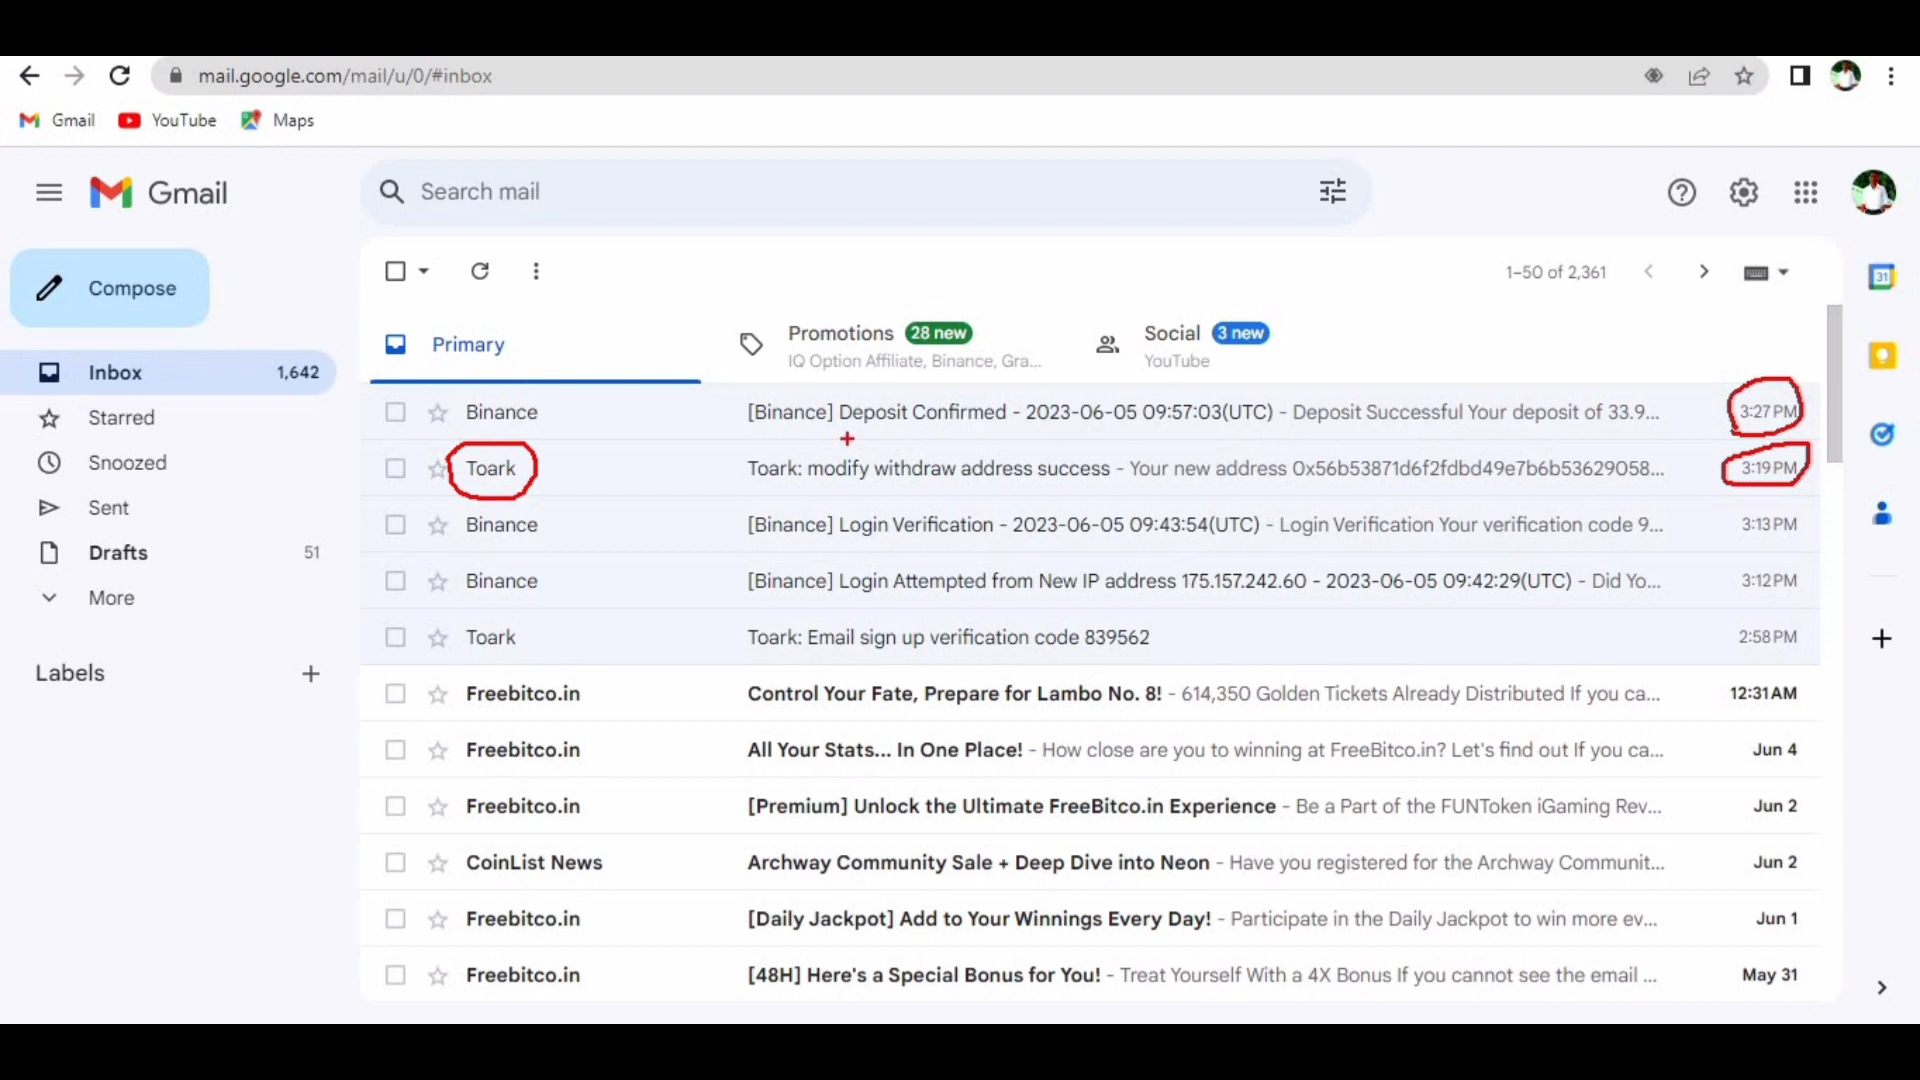 mail.google.com/mail/u/0/#inbox
Gmail YouTube Maps
Gmail Search mail
Compose
1–50 of 2,361
31
Primary
Promotions 28 new
IQ Option Affiliate, Binance, Gra...
Social 3 new
YouTube
Inbox 1,642
Starred
Snoozed
Sent
Drafts 51
More
Labels
Binance [Binance] Deposit Confirmed - 2023-06-05 09:57:03(UTC) - Deposit Successful Your deposit of 33.9... 3:27 PM
Toark Toark: modify withdraw address success - Your new address 0x56b53871d6f2fdbd49e7b6b53629058... 3:19 PM
Binance [Binance] Login Verification - 2023-06-05 09:43:54(UTC) - Login Verification Your verification code 9... 3:13 PM
Binance [Binance] Login Attempted from New IP address 175.157.242.60 - 2023-06-05 09:42:29(UTC) - Did Yo... 3:12 PM
Toark Toark: Email sign up verification code 839562 2:58 PM
Freebitco.in Control Your Fate, Prepare for Lambo No. 8! - 614,350 Golden Tickets Already Distributed If you ca... 12:31 AM
Freebitco.in All Your Stats... In One Place! - How close are you to winning at FreeBitco.in? Let's find out If you ca... Jun 4
Freebitco.in [Premium] Unlock the Ultimate FreeBitco.in Experience - Be a Part of the FUNToken iGaming Rev... Jun 2
CoinList News Archway Community Sale + Deep Dive into Neon - Have you registered for the Archway Communit... Jun 2
Freebitco.in [Daily Jackpot] Add to Your Winnings Every Day! - Participate in the Daily Jackpot to win more ev... Jun 1
Freebitco.in [48H] Here's a Special Bonus for You! - Treat Yourself With a 4X Bonus If you cannot see the email ... May 31